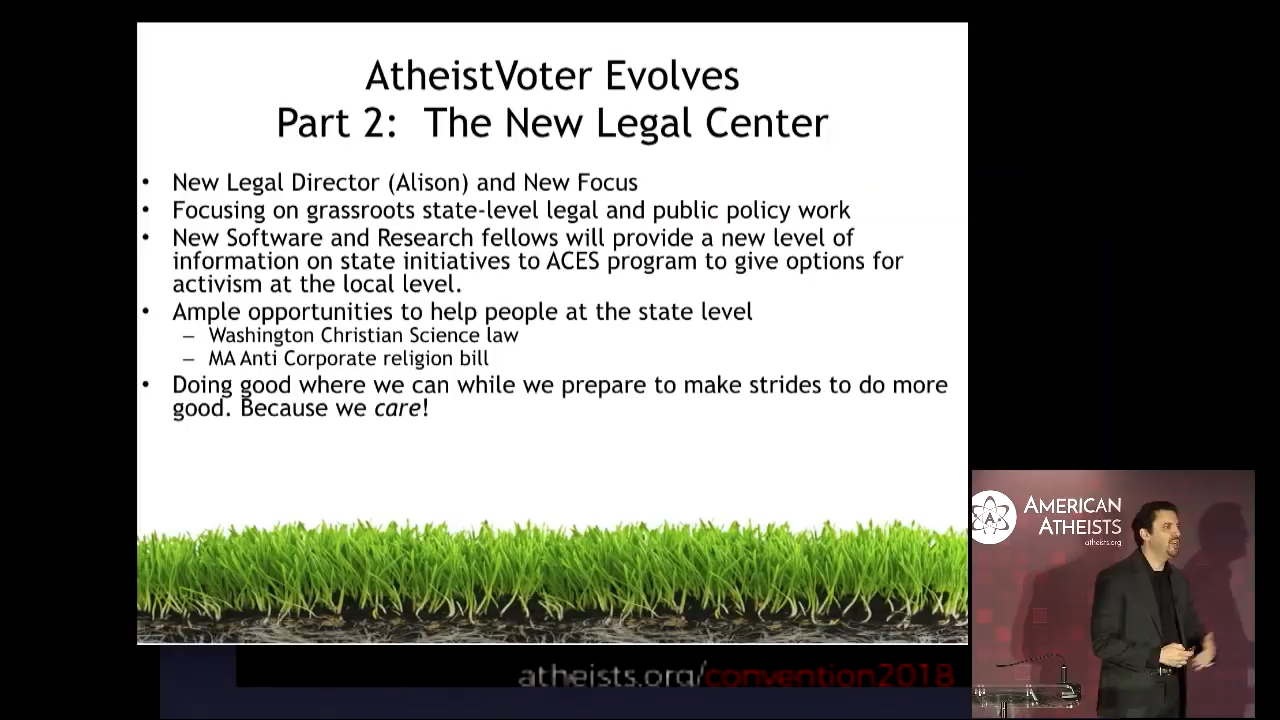 AtheistVoter Evolves
Part 2: The New Legal Center
• New Legal Director (Alison) and New Focus
• Focusing on grassroots state-level legal and public policy work
• New Software and Research fellows will provide a new level of
information on state initiatives to ACES program to give options for
activism at the local level.
• Ample opportunities to help people at the state level
– Washington Christian Science law
– MA Anti Corporate religion bill
• Doing good where we can while we prepare to make strides to do more
good. Because we care!
A
AMERICAN
ATHEISTS
atheists.org
atheists.org/convention2018